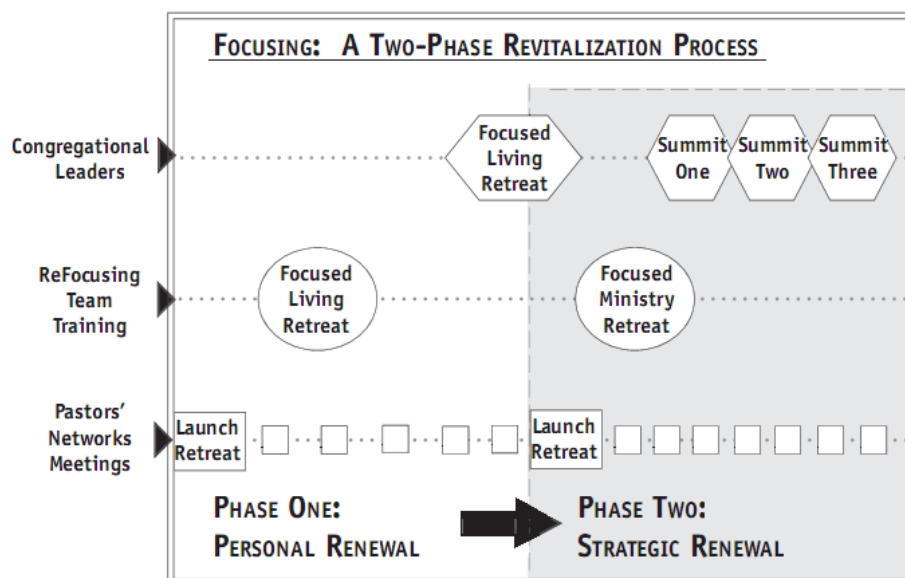 FOCUSING: A TWO-PHASE REVITALIZATION PROCESS
Congregational
Leaders
Focused
Living
Retreat
Summit
One
Summit
Two
Summit
Three
ReFocusing
Team
Training
Focused
Living
Retreat
Focused
Ministry
Retreat
Pastors'
Networks
Meetings
Launch
Retreat
Launch
Retreat
PHASE ONE:
PERSONAL RENEWAL
PHASE TWO:
STRATEGIC RENEWAL